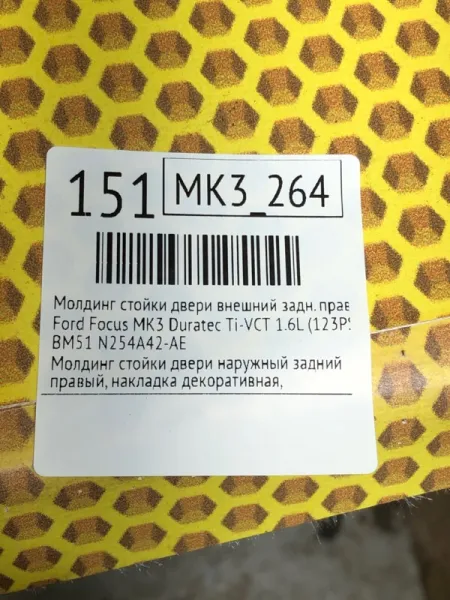 151 MK3_264
Молдинг стойки двери внешний задн. прав
Ford Focus MK3 Duratec Ti-VCT 1.6L (123PS
BM51 N254A42-AE
Молдинг стойки двери наружный задний
правый, накладка декоративная,